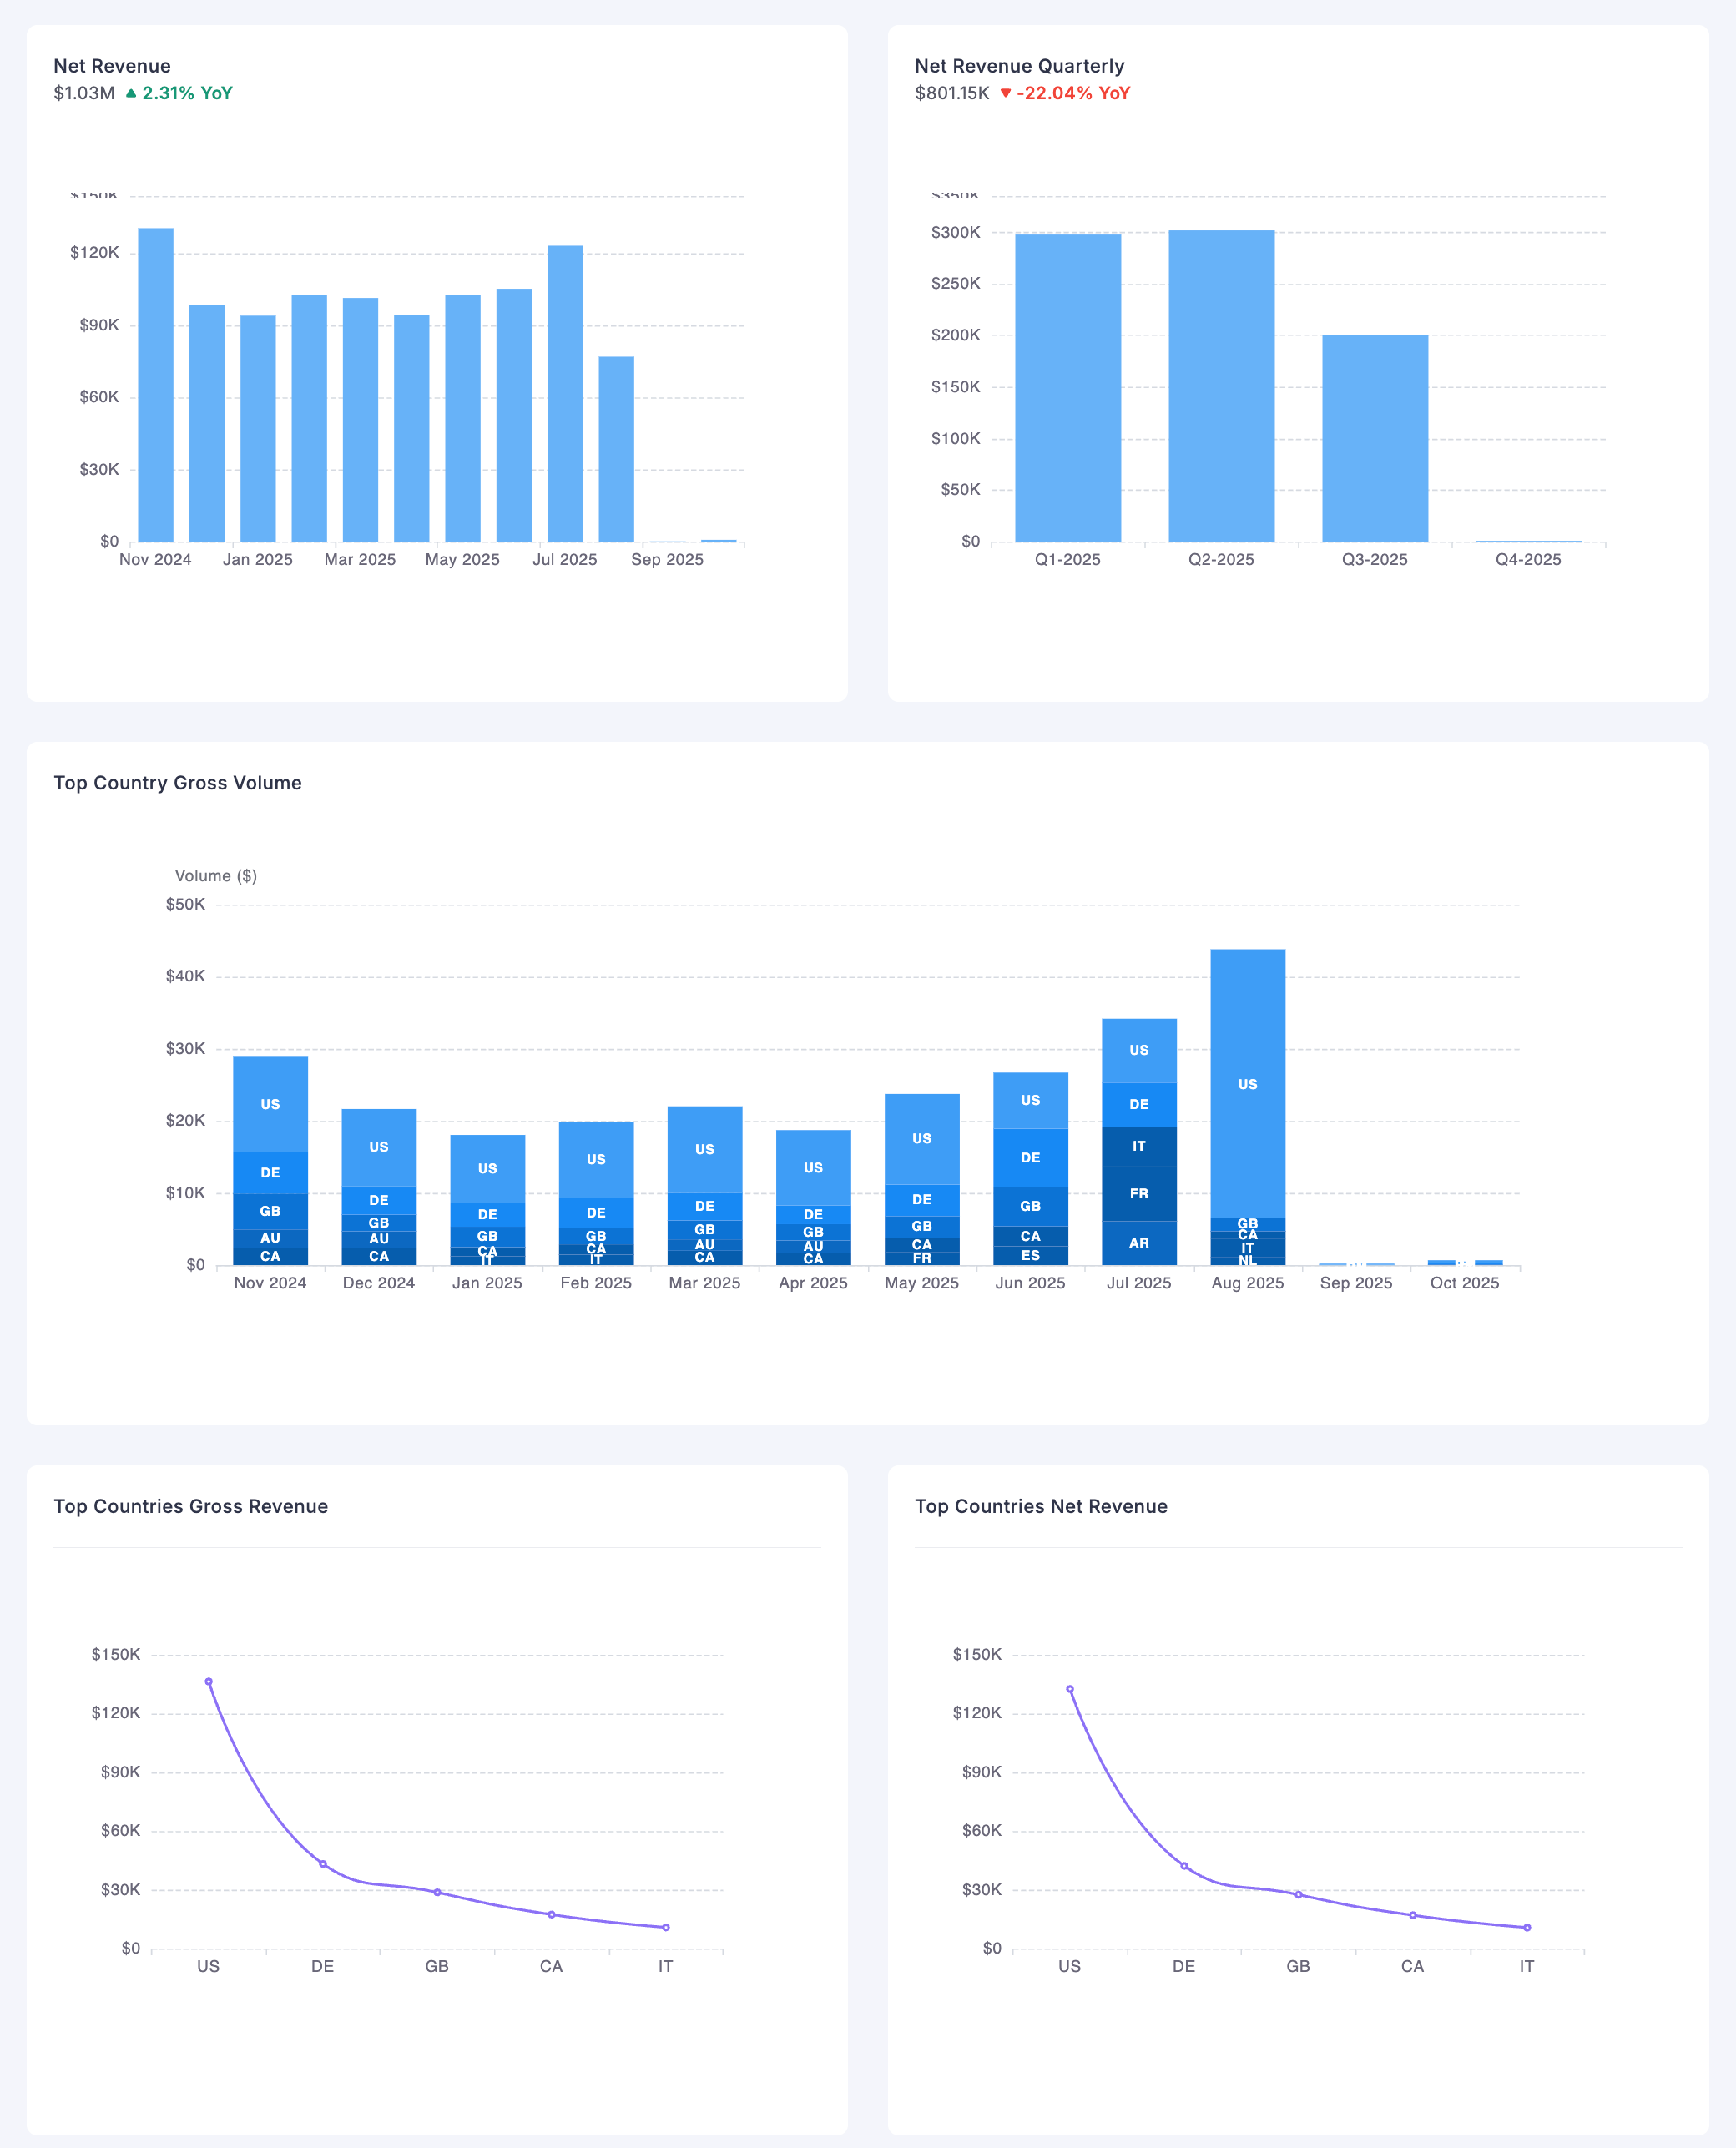 Net Revenue
$1.03M ▲ 2.31% YoY
$150K
$120K
$90K
$60K
$30K
$0
Nov 2024 Jan 2025 Mar 2025 May 2025 Jul 2025 Sep 2025
Net Revenue Quarterly
$801.15K ▼ -22.04% YoY
$350K
$300K
$250K
$200K
$150K
$100K
$50K
$0
Q1-2025 Q2-2025 Q3-2025 Q4-2025
Top Country Gross Volume
Volume ($)
$50K
$40K
$30K
$20K
$10K
$0
US
DE
GB
AU
CA
US
DE
GB
AU
CA
US
DE
GB
CA
IT
US
DE
GB
CA
IT
US
DE
GB
AU
CA
US
DE
GB
AU
CA
US
DE
GB
CA
FR
US
DE
GB
CA
ES
US
DE
IT
FR
AR
US
GB
CA
IT
NL
Nov 2024 Dec 2024 Jan 2025 Feb 2025 Mar 2025 Apr 2025 May 2025 Jun 2025 Jul 2025 Aug 2025 Sep 2025 Oct 2025
Top Countries Gross Revenue
$150K
$120K
$90K
$60K
$30K
$0
US DE GB CA IT
Top Countries Net Revenue
$150K
$120K
$90K
$60K
$30K
$0
US DE GB CA IT